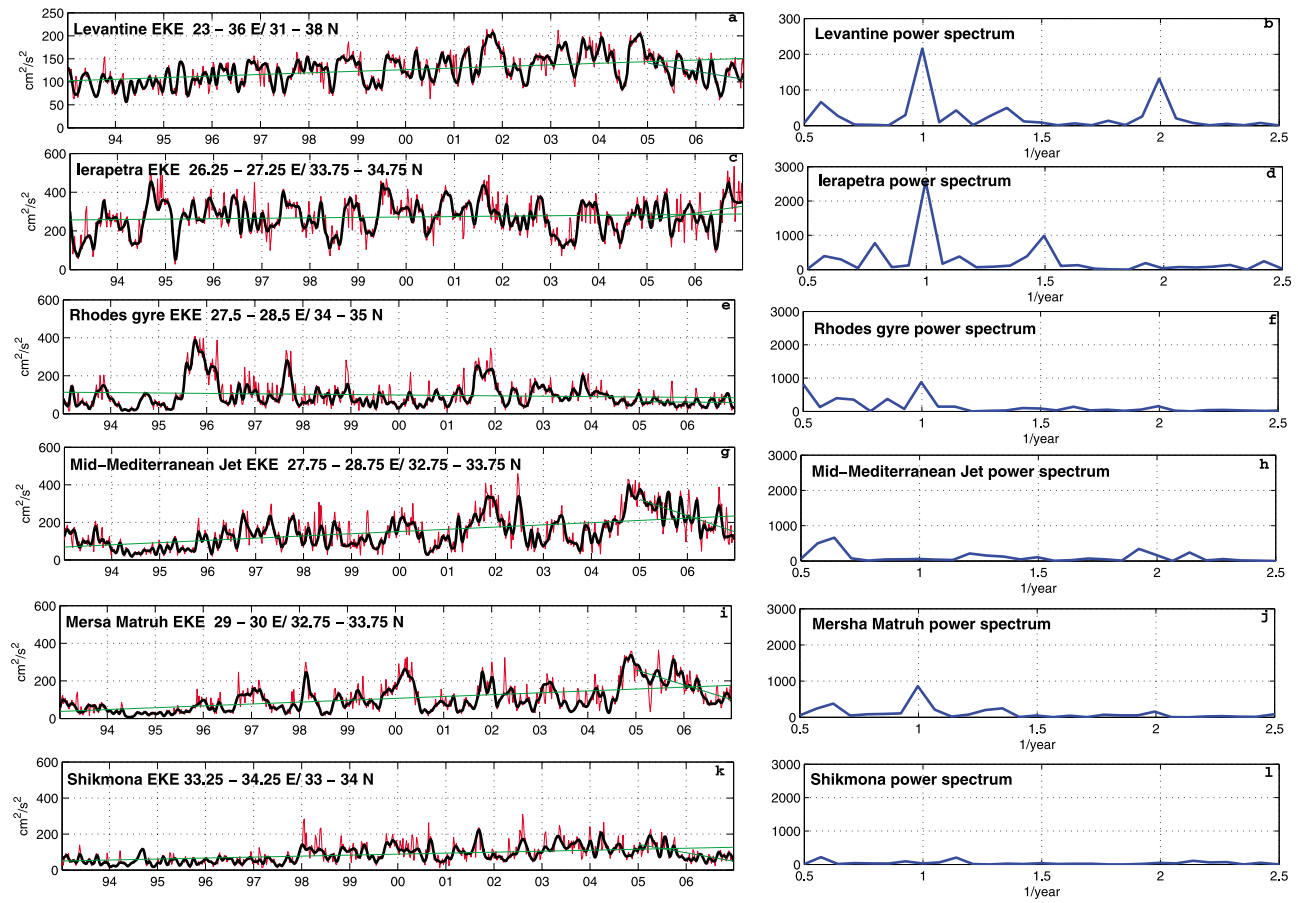 Levantine EKE 23 – 36 E/ 31 – 38 N
a
cm²/s²
250
200
150
100
50
0
94 95 96 97 98 99 00 01 02 03 04 05 06
Levantine power spectrum
b
300
200
100
0
0.5 1 1.5 2 2.5
1/year
Ierapetra EKE 26.25 – 27.25 E/ 33.75 – 34.75 N
c
cm²/s²
600
400
200
0
94 95 96 97 98 99 00 01 02 03 04 05 06
Ierapetra power spectrum
d
3000
2000
1000
0
0.5 1 1.5 2 2.5
1/year
Rhodes gyre EKE 27.5 – 28.5 E/ 34 – 35 N
e
cm²/s²
600
400
200
0
94 95 96 97 98 99 00 01 02 03 04 05 06
Rhodes gyre power spectrum
f
3000
2000
1000
0
0.5 1 1.5 2 2.5
1/year
Mid–Mediterranean Jet EKE 27.75 – 28.75 E/ 32.75 – 33.75 N
g
cm²/s²
600
400
200
0
94 95 96 97 98 99 00 01 02 03 04 05 06
Mid–Mediterranean Jet power spectrum
h
3000
2000
1000
0
0.5 1 1.5 2 2.5
1/year
Mersa Matruh EKE 29 – 30 E/ 32.75 – 33.75 N
i
cm²/s²
600
400
200
0
94 95 96 97 98 99 00 01 02 03 04 05 06
Mersha Matruh power spectrum
j
3000
2000
1000
0
0.5 1 1.5 2 2.5
1/year
Shikmona EKE 33.25 – 34.25 E/ 33 – 34 N
k
cm²/s²
600
400
200
0
94 95 96 97 98 99 00 01 02 03 04 05 06
Shikmona power spectrum
l
3000
2000
1000
0
0.5 1 1.5 2 2.5
1/year